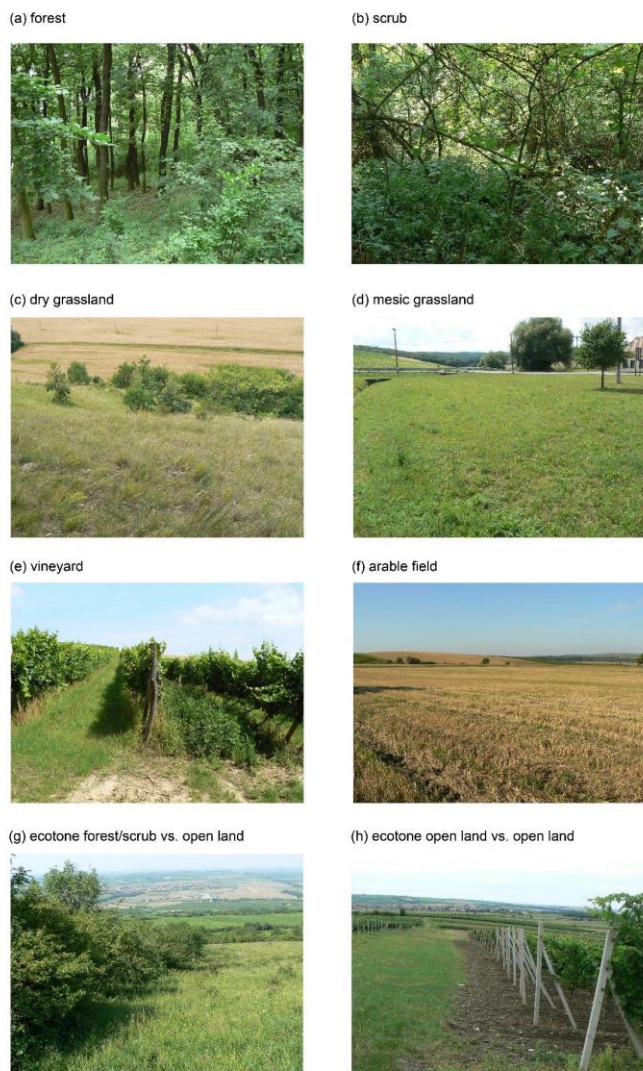 (a) forest
(b) scrub
(c) dry grassland
(d) mesic grassland
(e) vineyard
(f) arable field
(g) ecotone forest/scrub vs. open land
(h) ecotone open land vs. open land